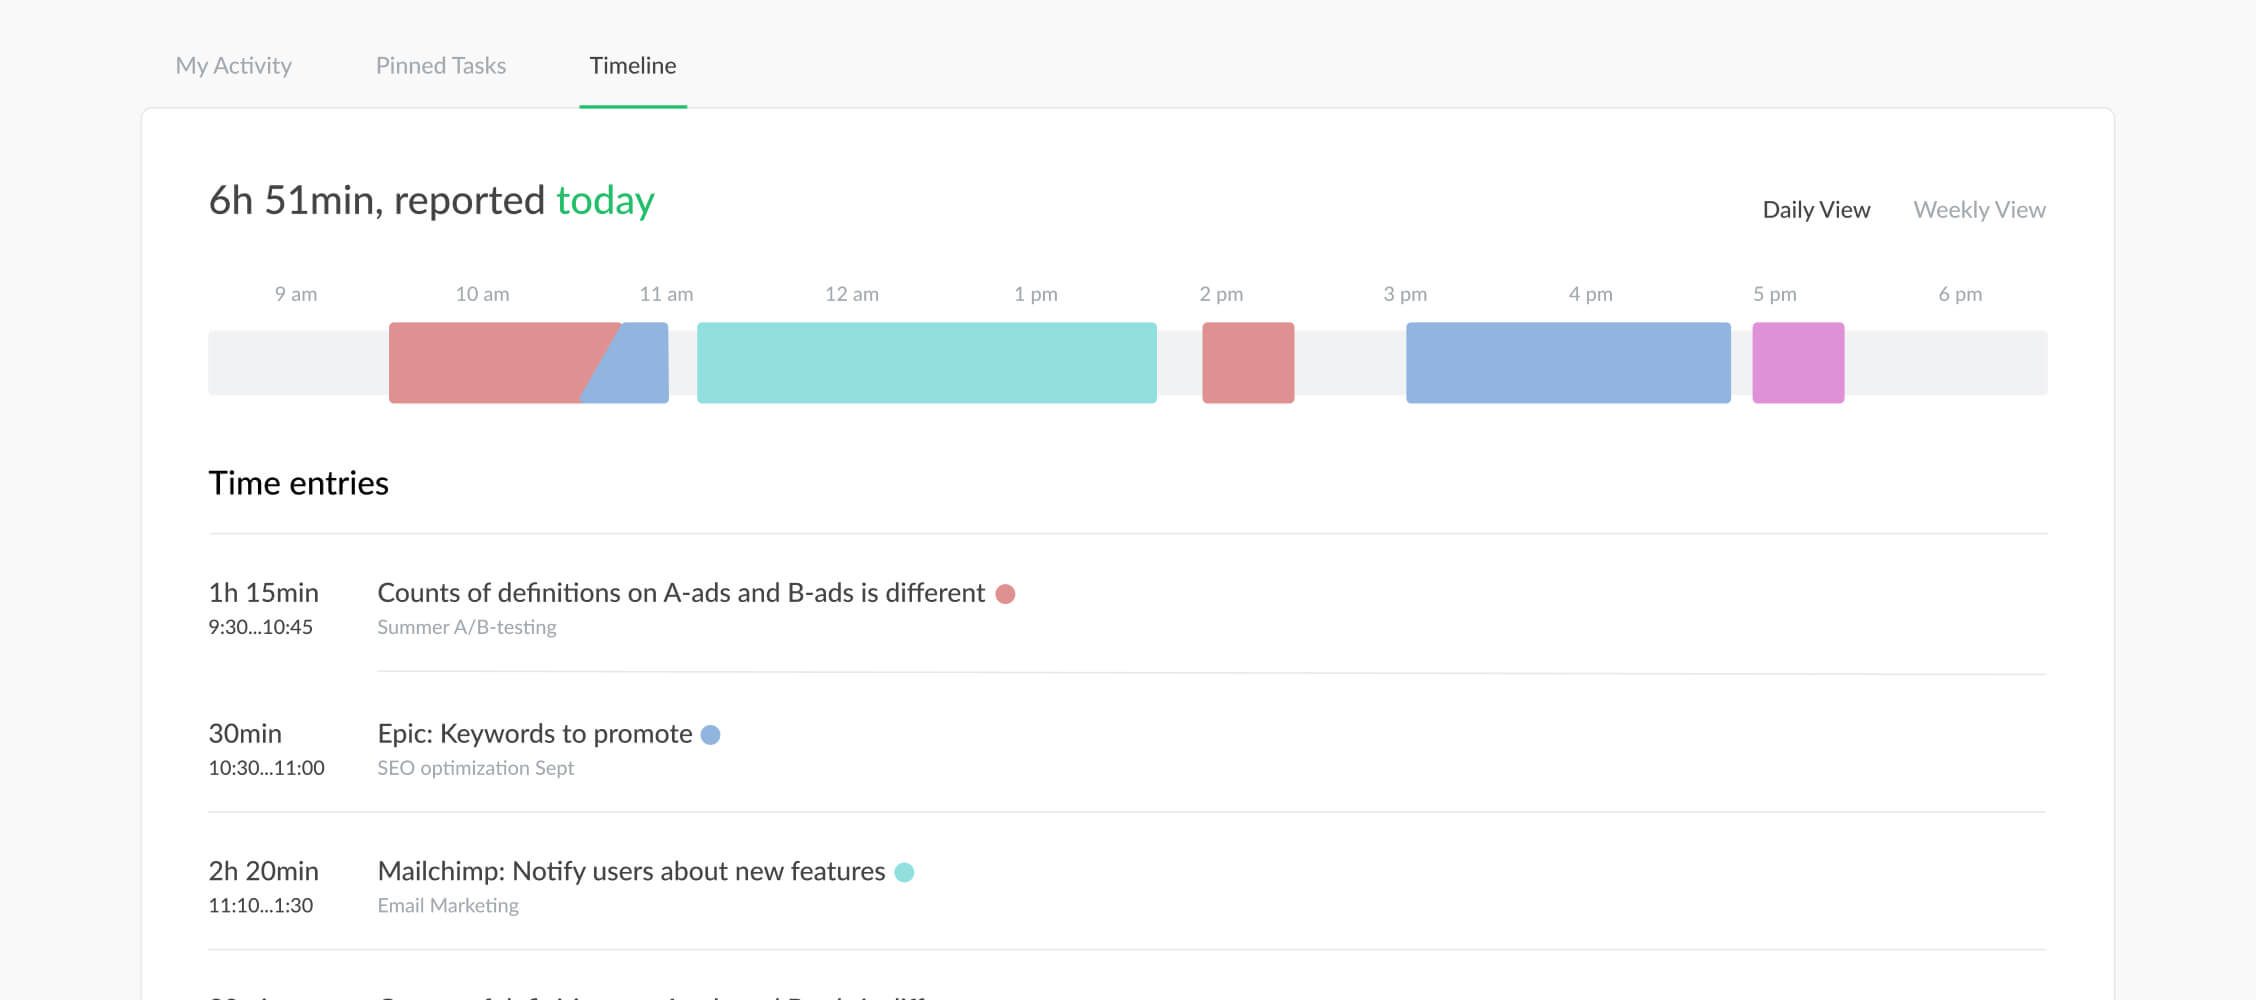 My Activity Pinned Tasks Timeline
6h 51min, reported today
Daily View Weekly View
9 am 10 am 11 am 12 am 1 pm 2 pm 3 pm 4 pm 5 pm 6 pm
Time entries
1h 15min Counts of definitions on A-ads and B-ads is different
9:30...10:45 Summer A/B-testing
30min Epic: Keywords to promote
10:30...11:00 SEO optimization Sept
2h 20min Mailchimp: Notify users about new features
11:10...1:30 Email Marketing